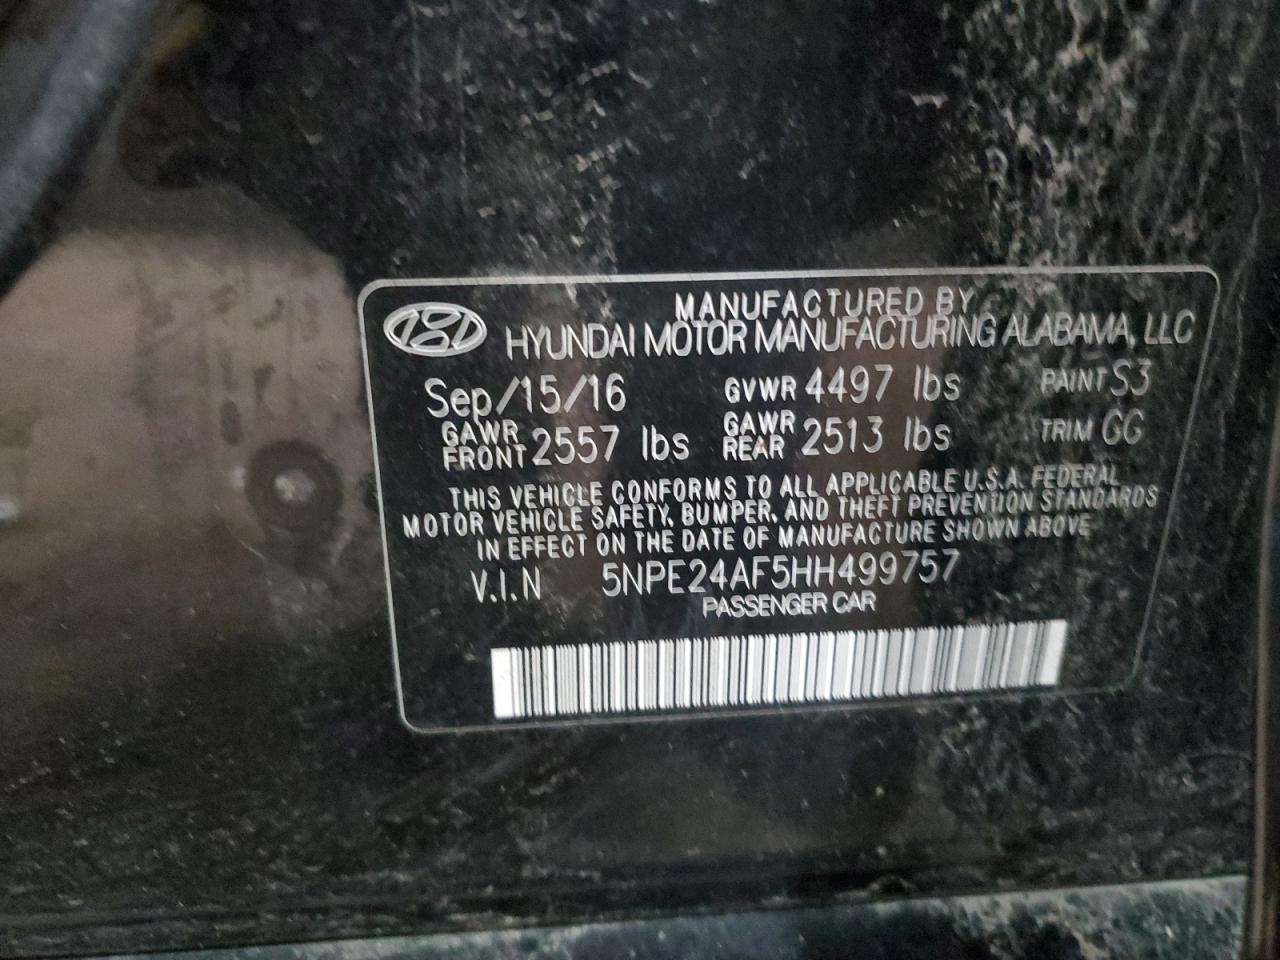 MANUFACTURED BY
HYUNDAI MOTOR MANUFACTURING ALABAMA, LLC
Sep/15/16 GVWR 4497 lbs PAINT S3
GAWR FRONT 2557 lbs GAWR REAR 2513 lbs TRIM GG
THIS VEHICLE CONFORMS TO ALL APPLICABLE U.S.A. FEDERAL
MOTOR VEHICLE SAFETY, BUMPER, AND THEFT PREVENTION STANDARDS
IN EFFECT ON THE DATE OF MANUFACTURE SHOWN ABOVE
V.I.N 5NPE24AF5HH499757
PASSENGER CAR